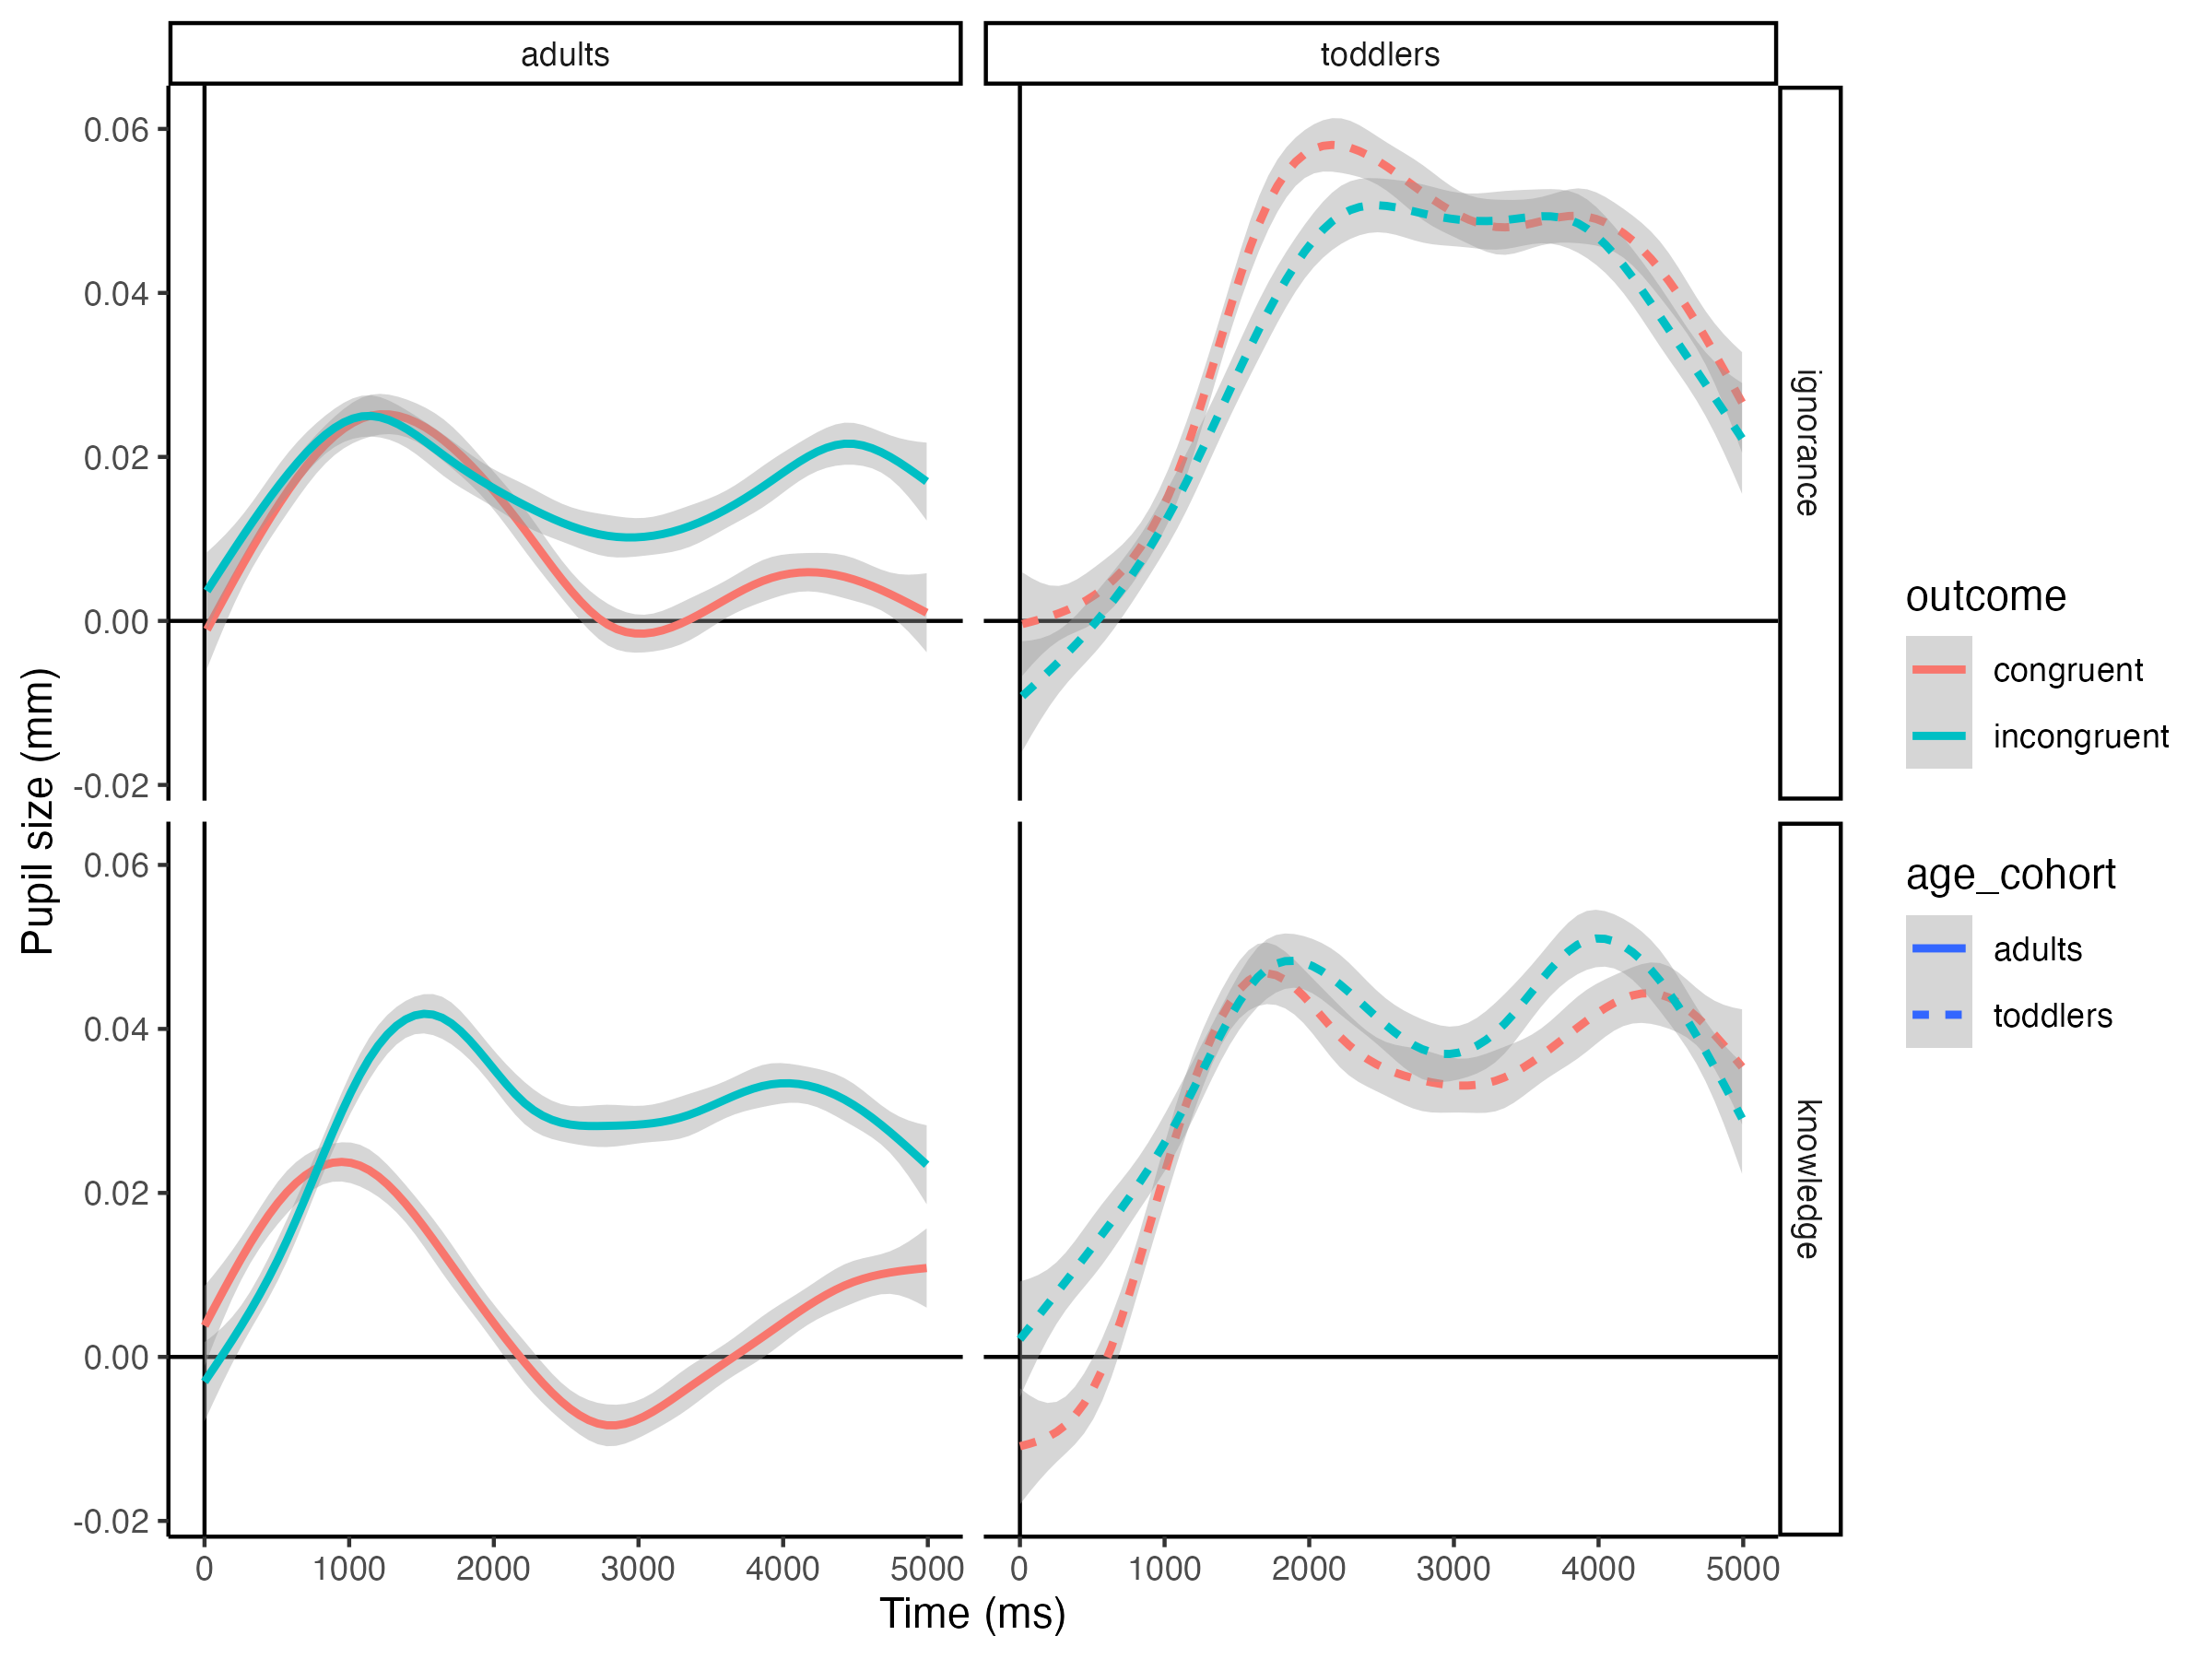 adults
toddlers
0.06
0.04
0.02
0.00
-0.02
ignorance
0.06
0.04
0.02
0.00
-0.02
knowledge
Pupil size (mm)
0 1000 2000 3000 4000 5000
0 1000 2000 3000 4000 5000
Time (ms)
outcome
congruent
incongruent
age_cohort
adults
toddlers